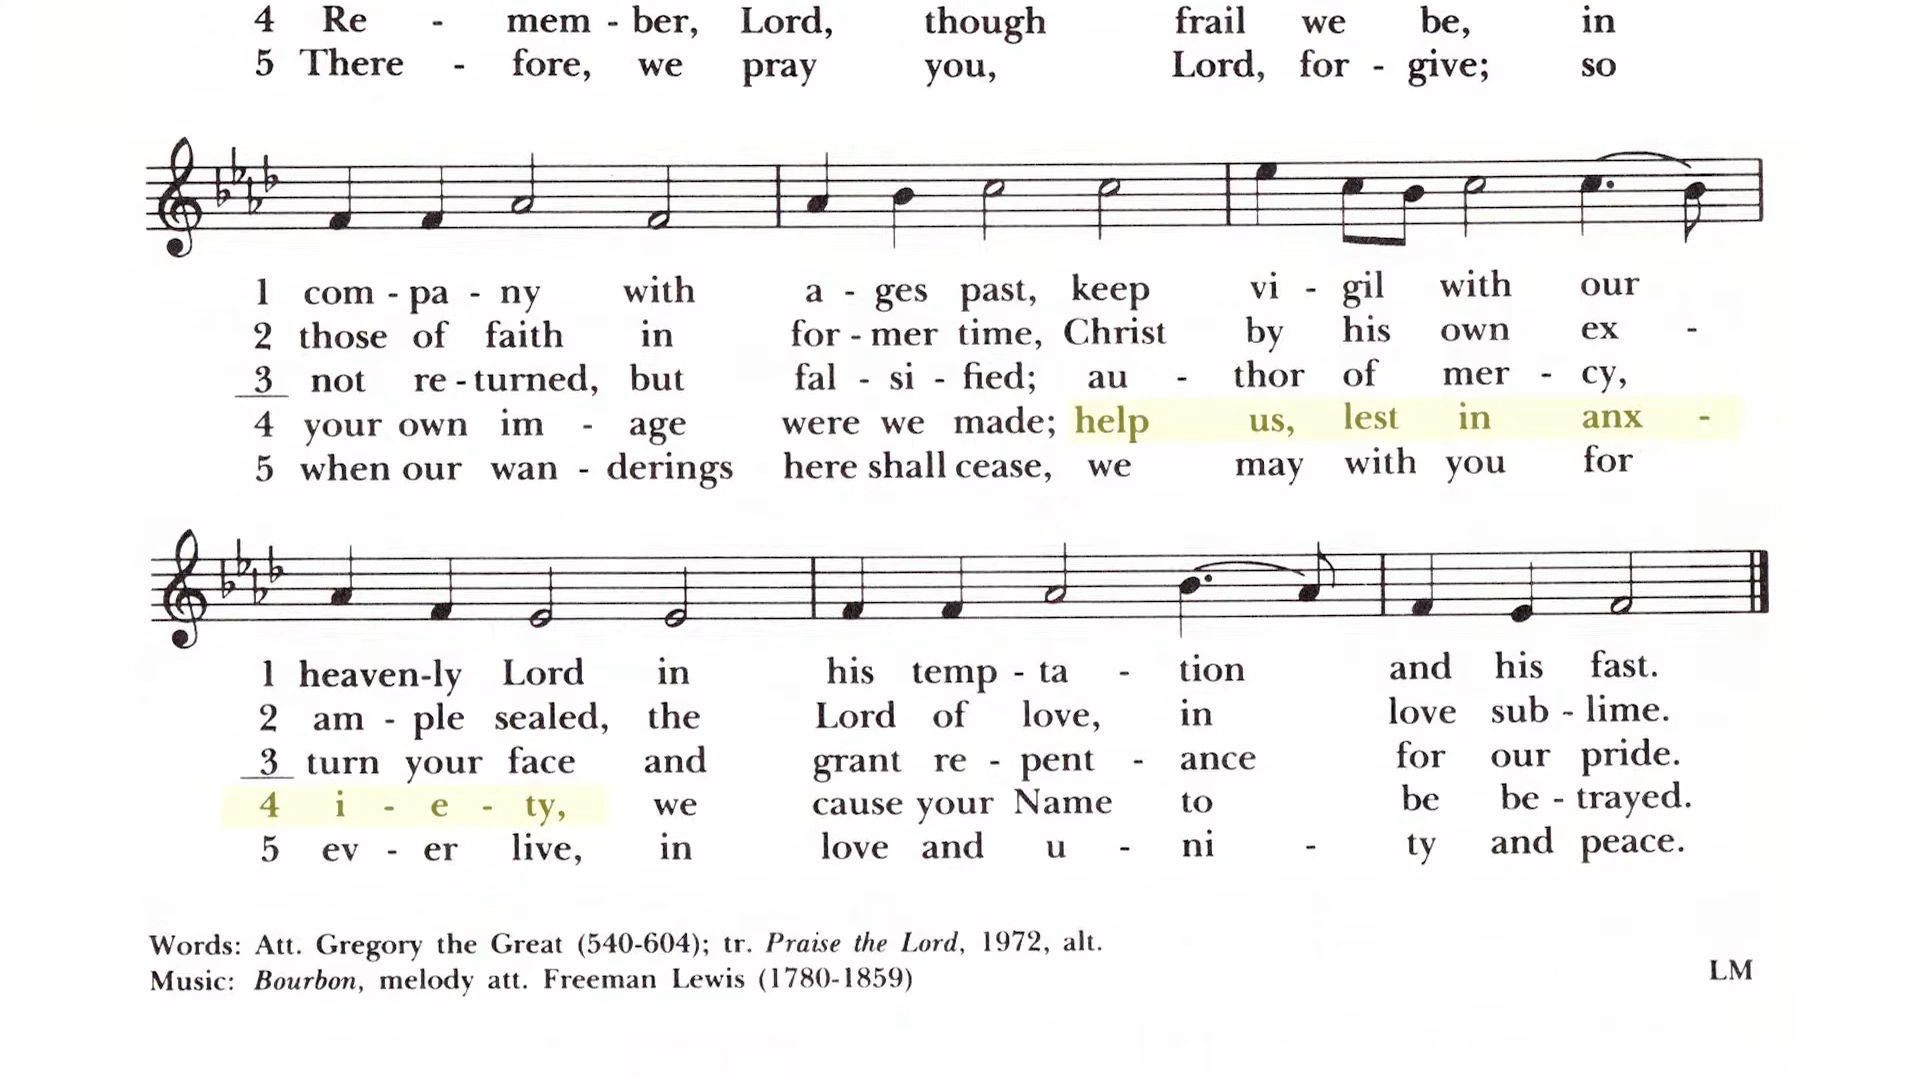 4 Re - mem - ber, Lord, though frail we be, in
5 There - fore, we pray you, Lord, for - give; so
1 com - pa - ny with a - ges past, keep vi - gil with our
2 those of faith in for - mer time, Christ by his own ex -
3 not re - turned, but fal - si - fied; au - thor of mer - cy,
4 your own im - age were we made; help us, lest in anx -
5 when our wan - derings here shall cease, we may with you for
1 heaven-ly Lord in his temp - ta - tion and his fast.
2 am - ple sealed, the Lord of love, in love sub - lime.
3 turn your face and grant re - pent - ance for our pride.
4 i - e - ty, we cause your Name to be be - trayed.
5 ev - er live, in love and u - ni - ty and peace.
Words: Att. Gregory the Great (540-604); tr. Praise the Lord, 1972, alt.
Music: Bourbon, melody att. Freeman Lewis (1780-1859)
LM